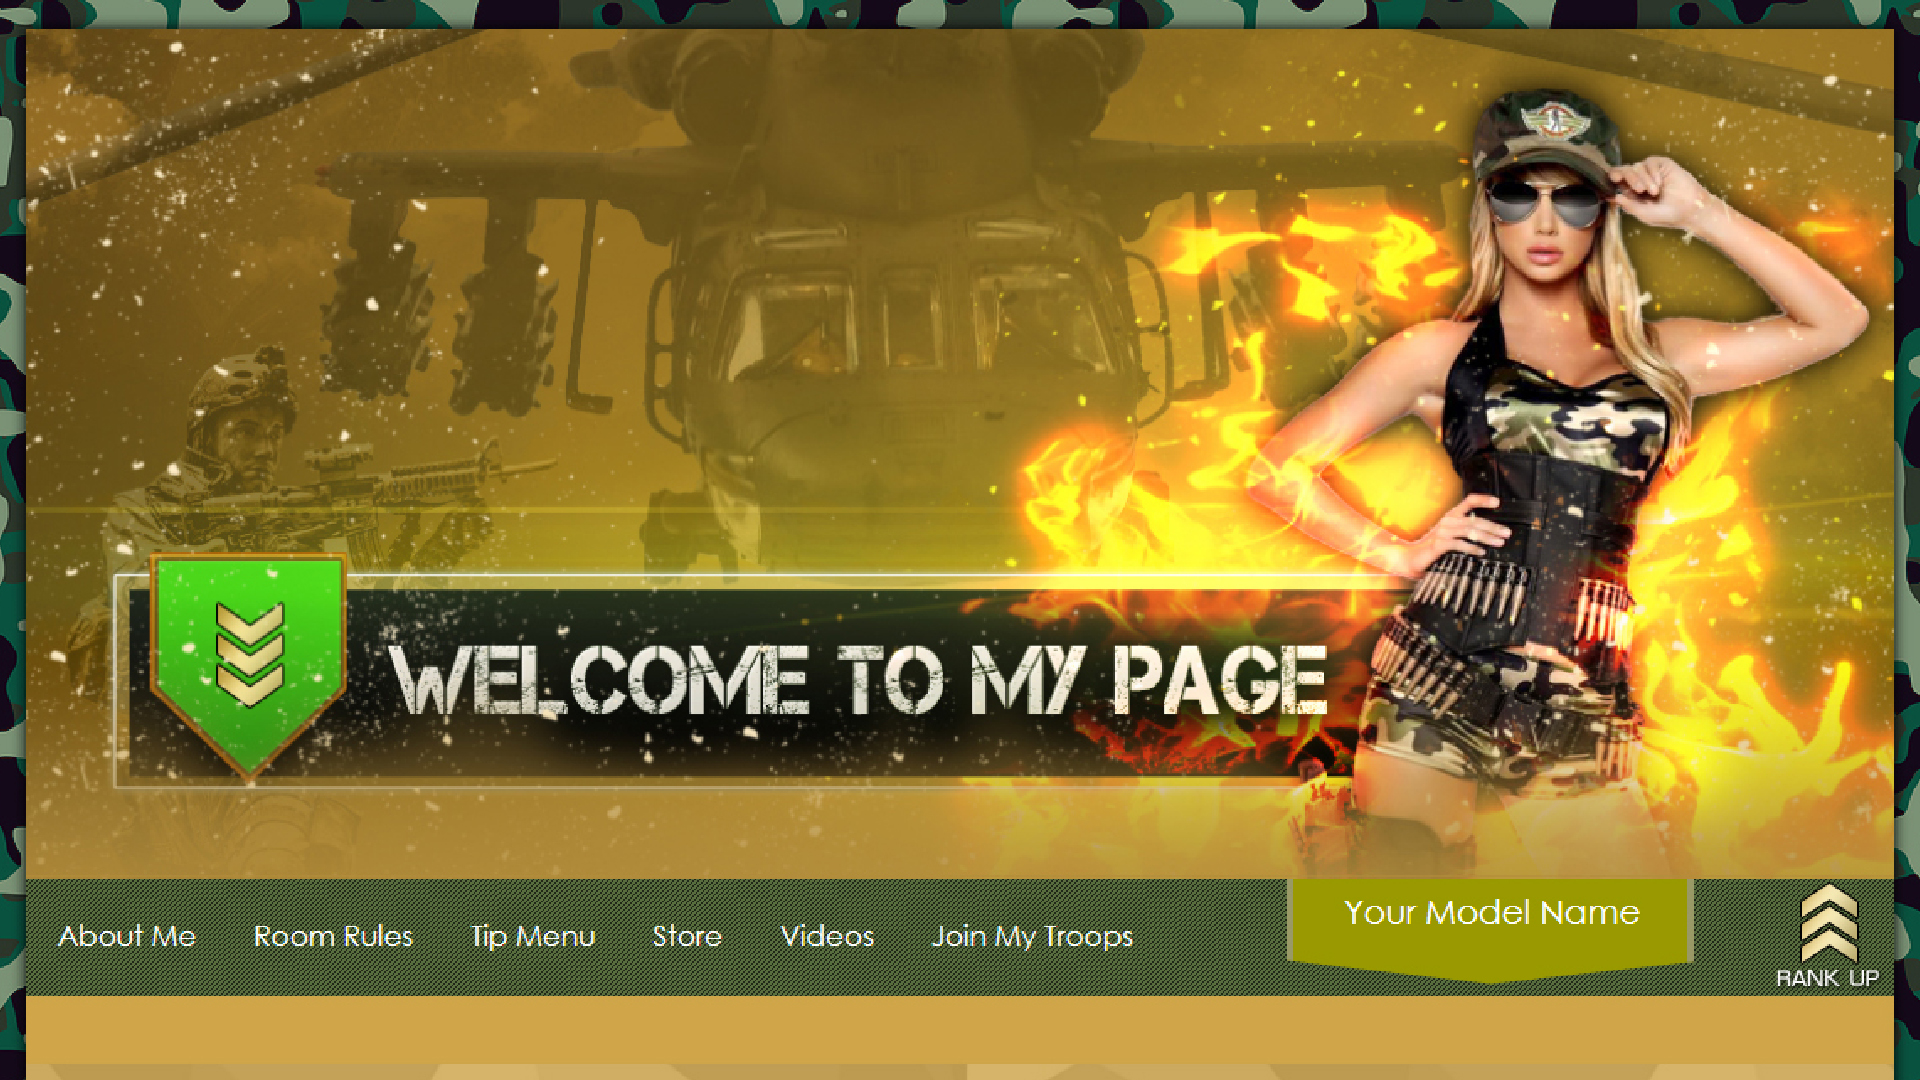 WELCOME TO MY PAGE
About Me
Room Rules
Tip Menu
Store
Videos
Join My Troops
Your Model Name
RANK UP